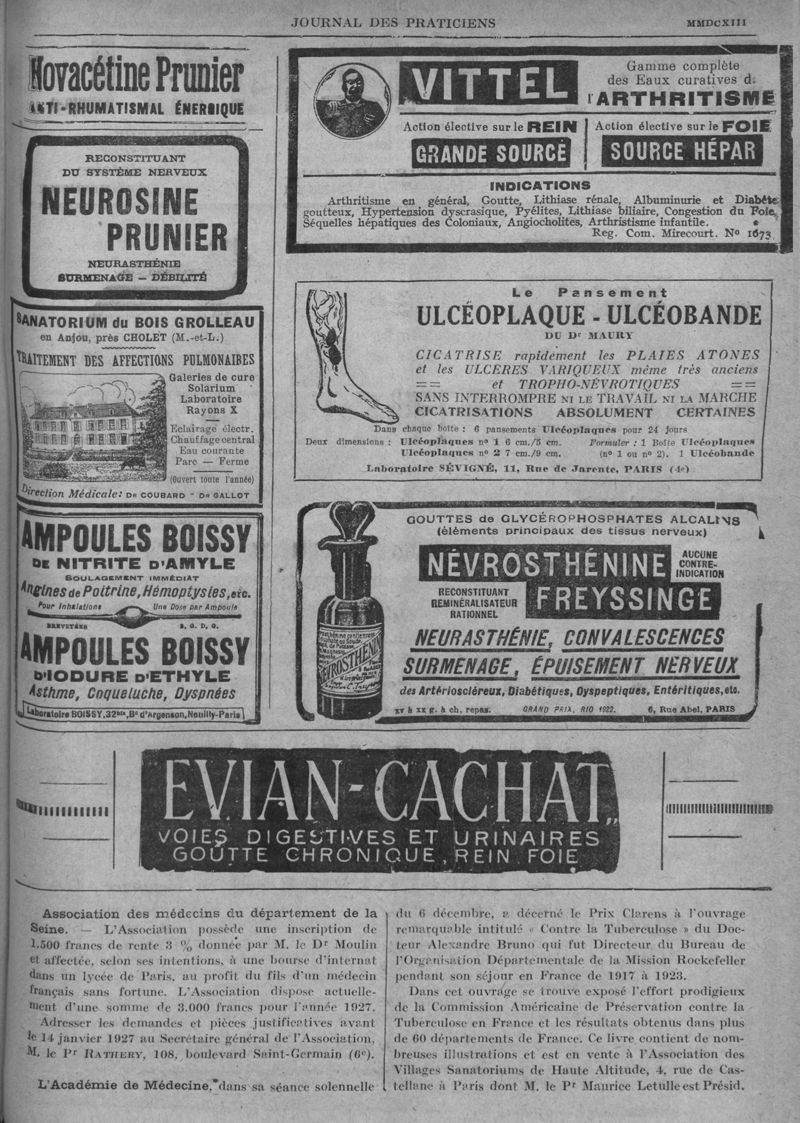 JOURNAL DES PRATICIENS
MMDCXIII
Novacétine Prunier
ANTI-RHUMATISMAL ÉNERGIQUE
RECONSTITUANT
DU SYSTÈME NERVEUX
NEUROSINE
PRUNIER
NEURASTHÉNIE
SURMENAGE — DÉBILITÉ
SANATORIUM du BOIS GROLLEAU
en Anjou, près CHOLET (M.-et-L.)
TRAITEMENT DES AFFECTIONS PULMONAIRES
Galeries de cure
Solarium
Laboratoire
Rayons X
Eclairage électr.
Chauffage central
Eau courante
Parc — Ferme
(Ouvert toute l'année)
Direction Médicale: Dr COUBARD - Dr GALLOT
AMPOULES BOISSY
DE NITRITE D'AMYLE
SOULAGEMENT IMMÉDIAT
Angines de Poitrine, Hémoptysies, etc.
Pour Inhalations Une Dose par Ampoule
BREVETÉES S. G. D. G.
AMPOULES BOISSY
D'IODURE D'ETHYLE
Asthme, Coqueluche, Dyspnées
Laboratoire BOISSY, 32bis, Bd d'Argenson, Neuilly-Paris
VITTEL
Gamme complète
des Eaux curatives d.
l'ARTHRITISME
Action élective sur le REIN
GRANDE SOURCE
Action élective sur le FOIE
SOURCE HÉPAR
INDICATIONS
Arthritisme en général, Goutte, Lithiase rénale, Albuminurie et Diabète
goutteux, Hypertension dyscrasique, Pyélites, Lithiase biliaire, Congestion du Foie,
Séquelles hépatiques des Coloniaux, Angiocholites, Arthristisme infantile.
Reg. Com. Mirecourt. No 1673
Le Pansement
ULCÉOPLAQUE - ULCÉOBANDE
DU Dr MAURY
CICATRISE rapidement les PLAIES ATONES
et les ULCÈRES VARIQUEUX même très anciens
== et TROPHO-NÉVROTIQUES ==
SANS INTERROMPRE NI LE TRAVAIL NI LA MARCHE
CICATRISATIONS ABSOLUMENT CERTAINES
Dans chaque boîte : 6 pansements Ulcéoplaques pour 24 jours
Deux dimensions : Ulcéoplaques no 1 6 cm./5 cm. Formuler : 1 Boîte Ulcéoplaques
Ulcéoplaques no 2 7 cm./9 cm. (no 1 ou no 2). 1 Ulcéobande
Laboratoire SÉVIGNÉ, 11, Rue de Jarente, PARIS (4e)
GOUTTES de GLYCÉROPHOSPHATES ALCALINS
(éléments principaux des tissus nerveux)
NÉVROSTHÉNINE
AUCUNE
CONTRE-
INDICATION
RECONSTITUANT
REMINÉRALISATEUR
RATIONNEL
FREYSSINGE
NÉVROSTHÉNINE
NEURASTHÉNIE, CONVALESCENCES
SURMENAGE, ÉPUISEMENT NERVEUX
des Artérioscléreux, Diabétiques, Dyspeptiques, Entéritiques, etc.
XV à XX g. à ch. repas. GRAND PRIX, RIO 1922. 6, Rue Abel, PARIS
EVIAN-CACHAT
VOIES DIGESTIVES ET URINAIRES
GOUTTE CHRONIQUE, REIN FOIE
Association des médecins du département de la
Seine. — L'Association possède une inscription de
1.500 francs de rente 3 % donnée par M. le Dr Moulin
et affectée, selon ses intentions, à une bourse d'internat
dans un lycée de Paris, au profit du fils d'un médecin
français sans fortune. L'Association dispose actuelle-
ment d'une somme de 3.000 francs pour l'année 1927.
Adresser les demandes et pièces justificatives avant
le 14 janvier 1927 au Secrétaire général de l'Association,
M. le Pr RATHERY, 108, boulevard Saint-Germain (6e).
L'Académie de Médecine, dans sa séance solennelle
du 6 décembre, a décerné le Prix Clarens à l'ouvrage
remarquable intitulé « Contre la Tuberculose » du Doc-
teur Alexandre Bruno qui fut Directeur du Bureau de
l'Organisation Départementale de la Mission Rockefeller
pendant son séjour en France de 1917 à 1923.
Dans cet ouvrage se trouve exposé l'effort prodigieux
de la Commission Américaine de Préservation contre la
Tuberculose en France et les résultats obtenus dans plus
de 60 départements de France. Ce livre contient de nom-
breuses illustrations et est en vente à l'Association des
Villages Sanatoriums de Haute Altitude, 4, rue de Cas-
tellane à Paris dont M. le Pr Maurice Letulle est Présid.